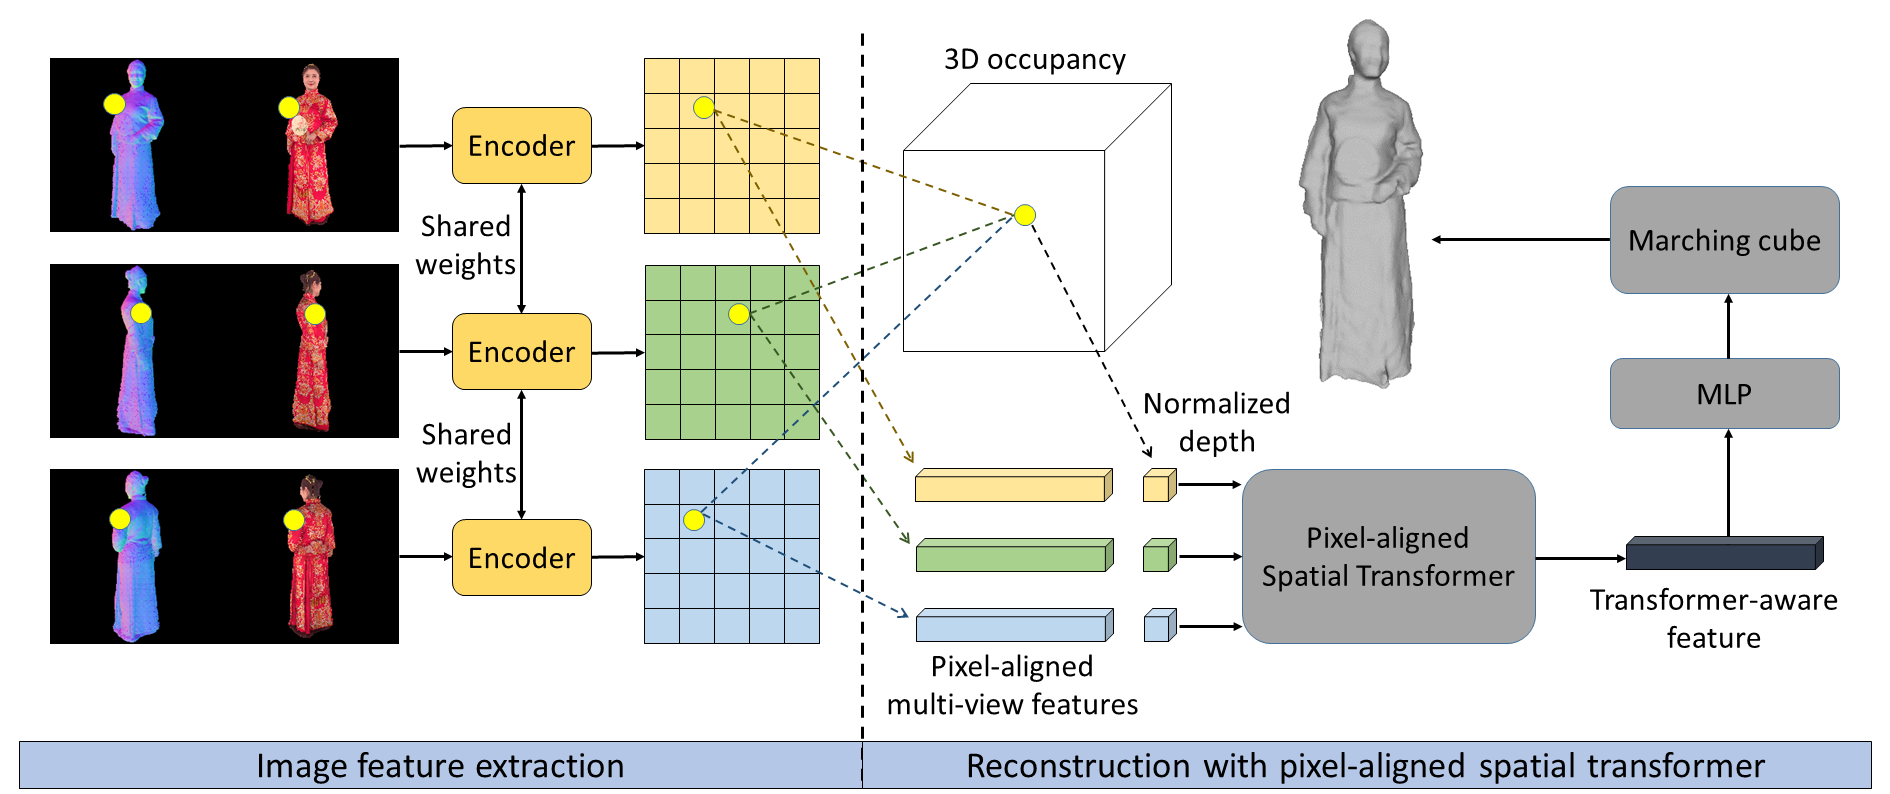 Encoder
Shared
weights
Encoder
Shared
weights
Encoder
3D occupancy
Normalized
depth
Pixel-aligned
multi-view features
Pixel-aligned
Spatial Transformer
Transformer-aware
feature
MLP
Marching cube
Image feature extraction
Reconstruction with pixel-aligned spatial transformer